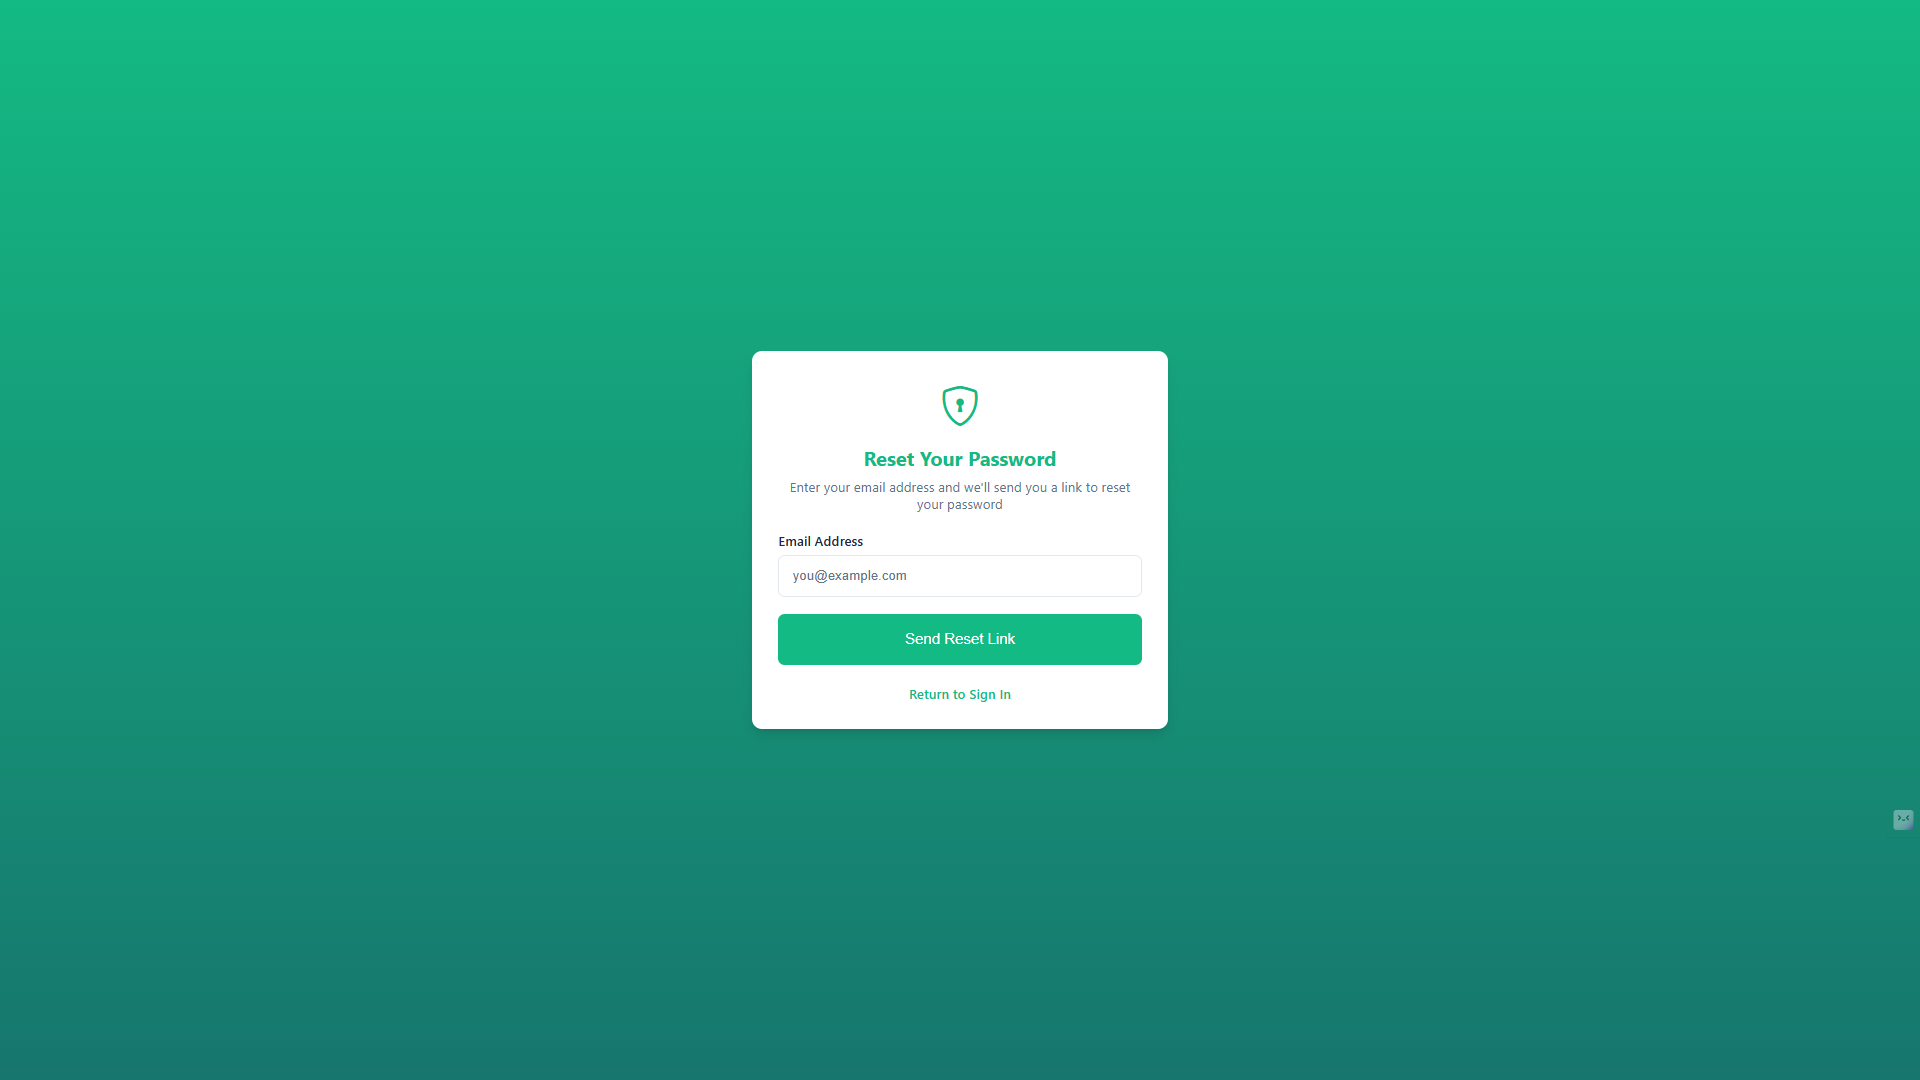 Reset Your Password
Enter your email address and we'll send you a link to reset
your password
Email Address
you@example.com
Send Reset Link
Return to Sign In